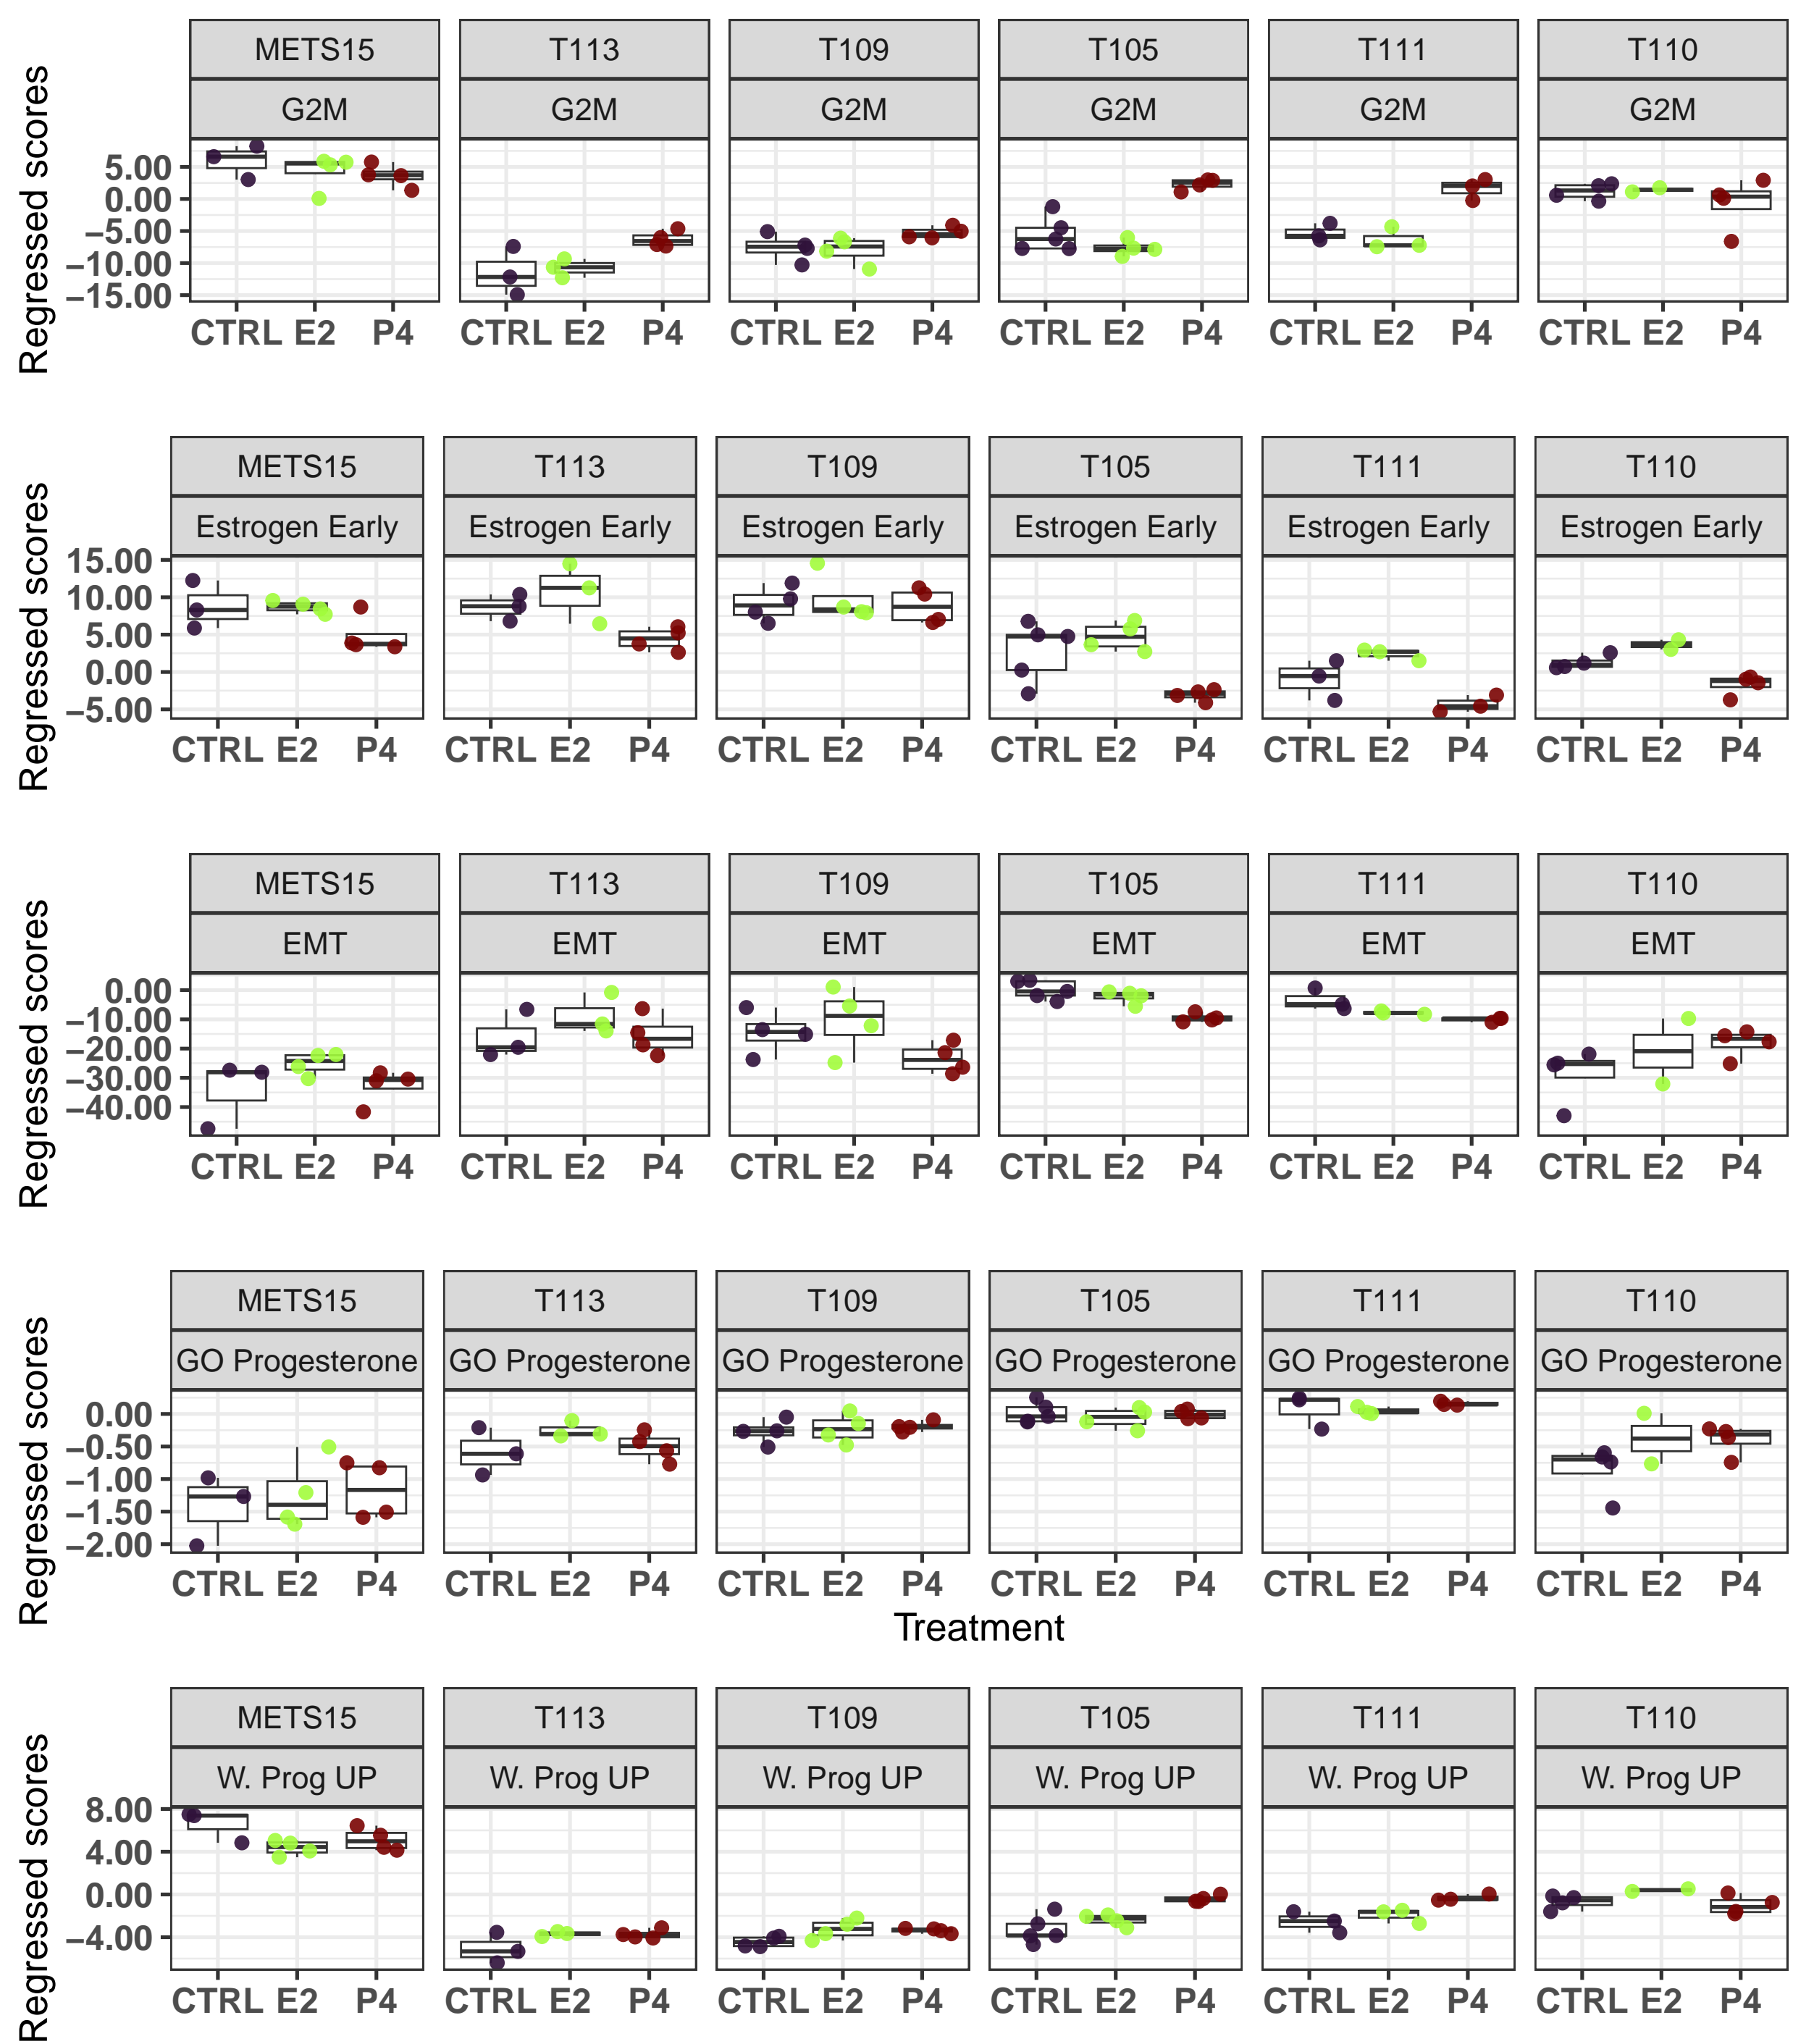 METS15 T113 T109 T105 T111 T110
G2M G2M G2M G2M G2M G2M
Regressed scores
5.00
0.00
−5.00
−10.00
−15.00
CTRL E2 P4 CTRL E2 P4 CTRL E2 P4 CTRL E2 P4 CTRL E2 P4 CTRL E2 P4
METS15 T113 T109 T105 T111 T110
Estrogen Early Estrogen Early Estrogen Early Estrogen Early Estrogen Early Estrogen Early
Regressed scores
15.00
10.00
5.00
0.00
−5.00
CTRL E2 P4 CTRL E2 P4 CTRL E2 P4 CTRL E2 P4 CTRL E2 P4 CTRL E2 P4
METS15 T113 T109 T105 T111 T110
EMT EMT EMT EMT EMT EMT
Regressed scores
0.00
−10.00
−20.00
−30.00
−40.00
CTRL E2 P4 CTRL E2 P4 CTRL E2 P4 CTRL E2 P4 CTRL E2 P4 CTRL E2 P4
METS15 T113 T109 T105 T111 T110
GO Progesterone GO Progesterone GO Progesterone GO Progesterone GO Progesterone GO Progesterone
Regressed scores
0.00
−0.50
−1.00
−1.50
−2.00
CTRL E2 P4 CTRL E2 P4 CTRL E2 P4 CTRL E2 P4 CTRL E2 P4 CTRL E2 P4
Treatment
METS15 T113 T109 T105 T111 T110
W. Prog UP W. Prog UP W. Prog UP W. Prog UP W. Prog UP W. Prog UP
Regressed scores
8.00
4.00
0.00
−4.00
CTRL E2 P4 CTRL E2 P4 CTRL E2 P4 CTRL E2 P4 CTRL E2 P4 CTRL E2 P4